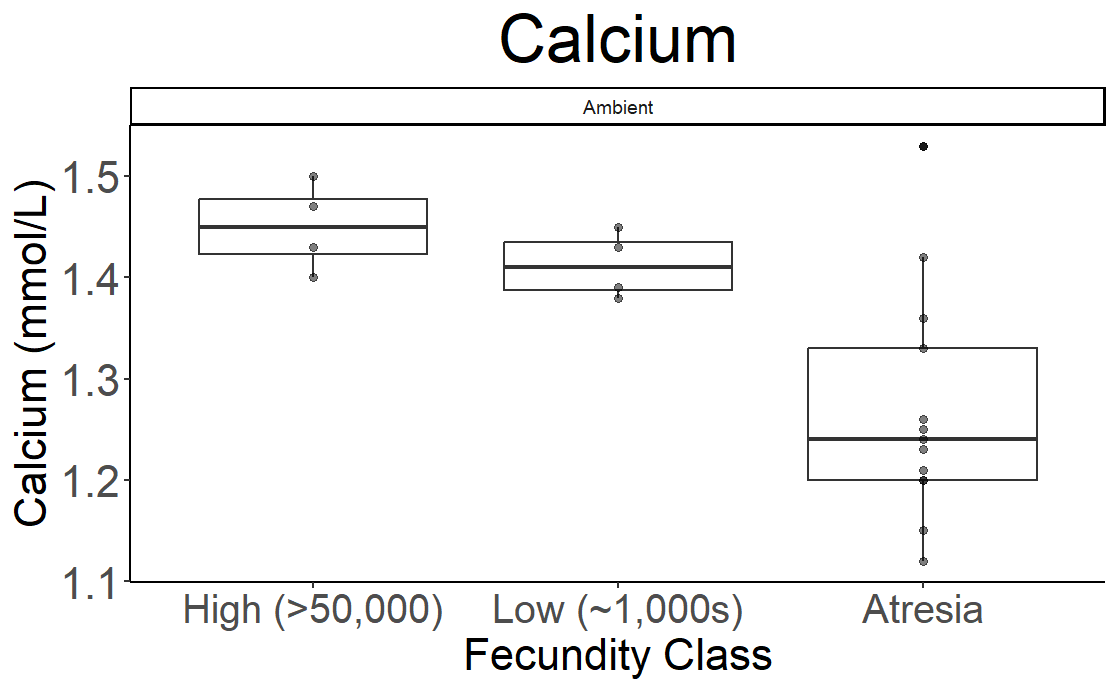 Calcium
Ambient
Calcium (mmol/L)
1.5
1.4
1.3
1.2
1.1
High (>50,000)
Low (~1,000s)
Atresia
Fecundity Class